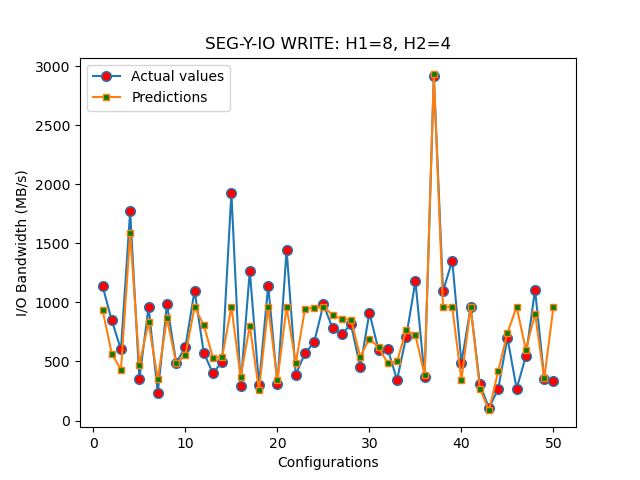 SEG-Y-IO WRITE: H1=8, H2=4
Actual values
Predictions
I/O Bandwidth (MB/s)
3000
2500
2000
1500
1000
500
0
0 10 20 30 40 50
Configurations